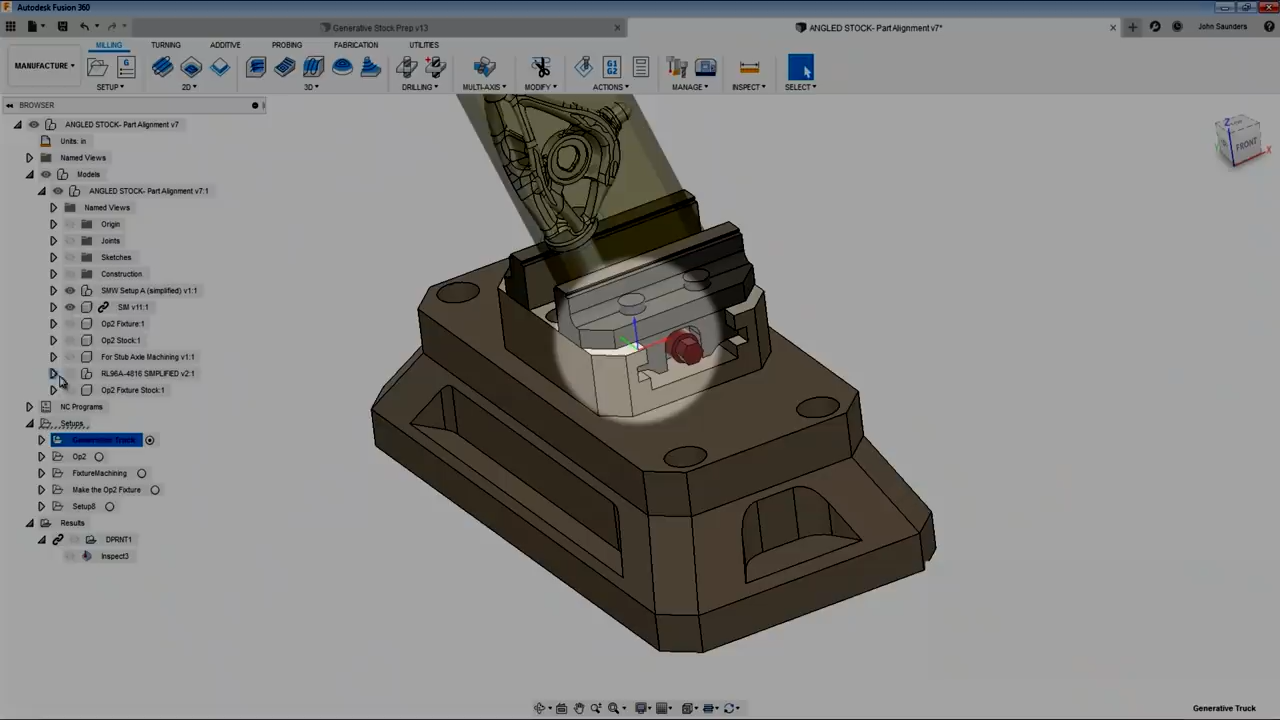 Autodesk Fusion 360
Generative Stock Prep v13
ANGLED STOCK- Part Alignment v7*
John Saunders
MANUFACTURE
MILLING
TURNING
ADDITIVE
PROBING
FABRICATION
UTILITIES
SETUP
2D
3D
DRILLING
MULTI-AXIS
MODIFY
G1
G2
ACTIONS
MANAGE
INSPECT
SELECT
BROWSER
ANGLED STOCK- Part Alignment v7
Units: in
Named Views
Models
ANGLED STOCK- Part Alignment v7:1
Named Views
Origin
Joints
Sketches
Construction
SMW Setup A (simplified) v1:1
SIM v11:1
Op2 Fixture:1
Op2 Stock:1
For Stub Axle Machining v1:1
RL96A-4816 SIMPLIFIED v2:1
Op2 Fixture Stock:1
NC Programs
Setups
Generative Truck
Op2
FixtureMachining
Make the Op2 Fixture
Setup8
Results
DPRNT1
Inspect3
Z
FRONT
X
Generative Truck